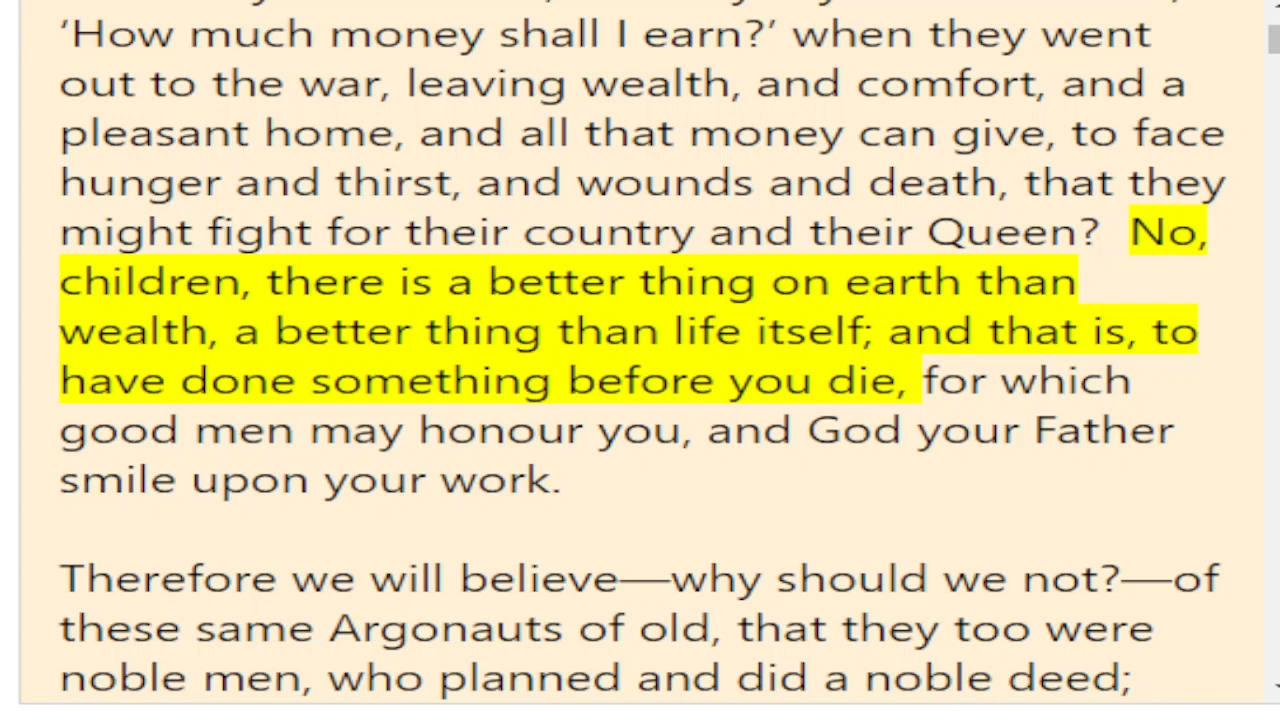 ‘How much money shall I earn?’ when they went
out to the war, leaving wealth, and comfort, and a
pleasant home, and all that money can give, to face
hunger and thirst, and wounds and death, that they
might fight for their country and their Queen?  No,
children, there is a better thing on earth than
wealth, a better thing than life itself; and that is, to
have done something before you die, for which
good men may honour you, and God your Father
smile upon your work.
Therefore we will believe—why should we not?—of
these same Argonauts of old, that they too were
noble men, who planned and did a noble deed;